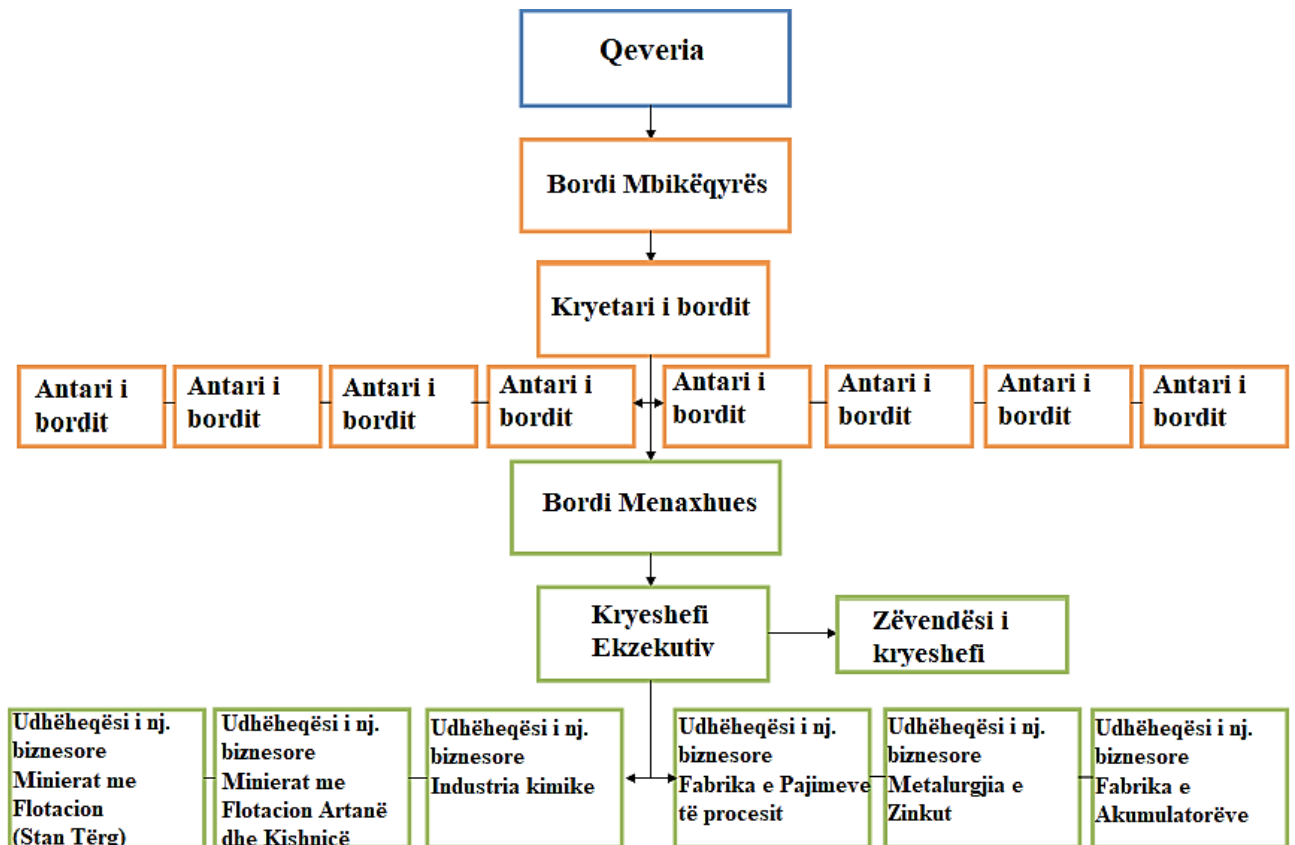 Qeveria
Bordi Mbikëqyrës
Kryetari i bordit
Antari i
bordit
Antari i
bordit
Antari i
bordit
Antari i
bordit
Antari i
bordit
Antari i
bordit
Antari i
bordit
Antari i
bordit
Bordi Menaxhues
Kryeshefi
Ekzekutiv
Zëvendësi i
kryeshefi
Udhëheqësi i nj.
biznesore
Minierat me
Flotacion
(Stan Tërg)
Udhëheqësi i nj.
biznesore
Minierat me
Flotacion Artanë
dhe Kishnicë
Udhëheqësi i nj.
biznesore
Industria kimike
Udhëheqësi i nj.
biznesore
Fabrika e Pajimeve
të procesit
Udhëheqësi i nj.
biznesore
Metalurgjia e
Zinkut
Udhëheqësi i nj.
biznesore
Fabrika e
Akumulatorëve